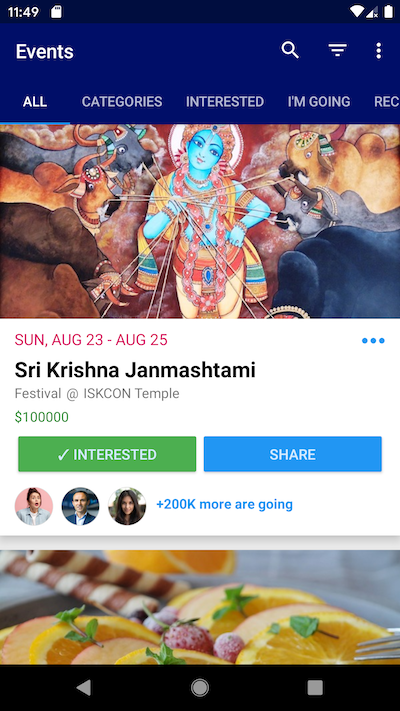 11:49
Events
ALL CATEGORIES INTERESTED I'M GOING REC
SUN, AUG 23 - AUG 25
Sri Krishna Janmashtami
Festival @ ISKCON Temple
$100000
✓ INTERESTED SHARE
+200K more are going